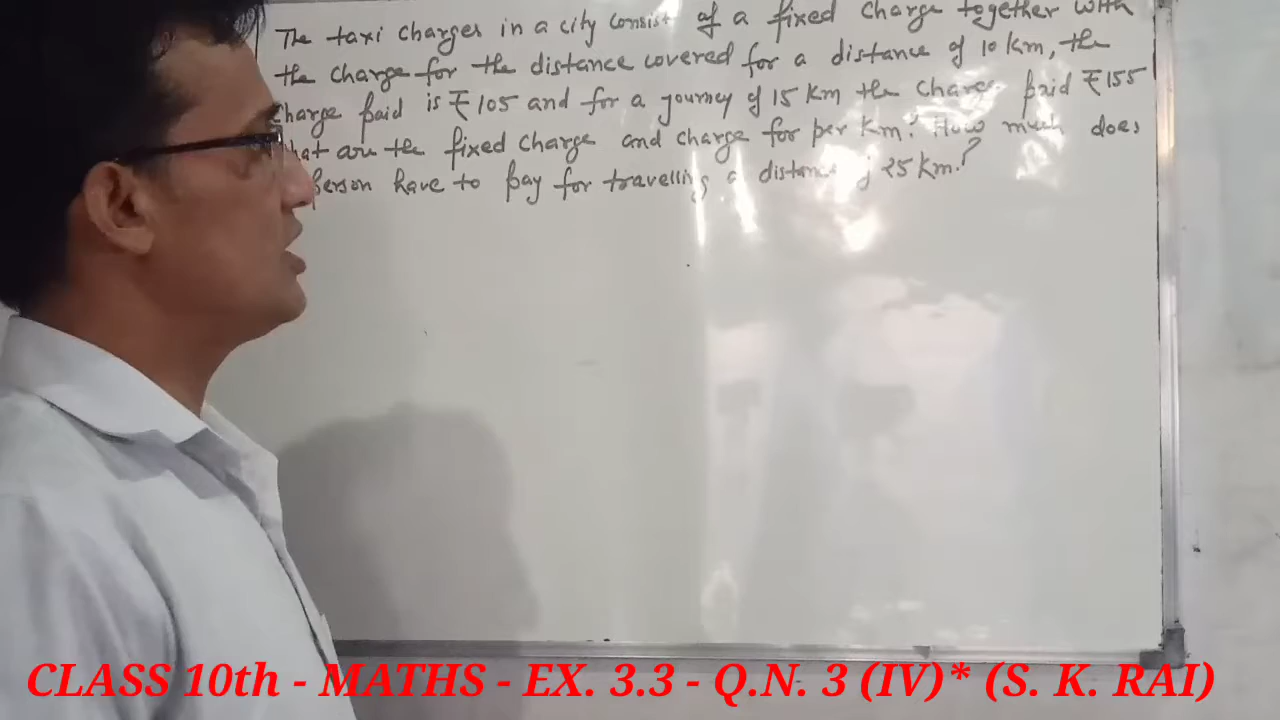 The taxi charges in a city consist of a fixed charge together with
the charge for the distance covered for a distance of 10 km, the
charge paid is ₹105 and for a journey of 15 km the charge paid ₹155
what are the fixed charge and charge for per km? How much does
person have to pay for travelling a distance of 25 km?
CLASS 10th - MATHS - EX. 3.3 - Q.N. 3 (IV)* (S. K. RAI)